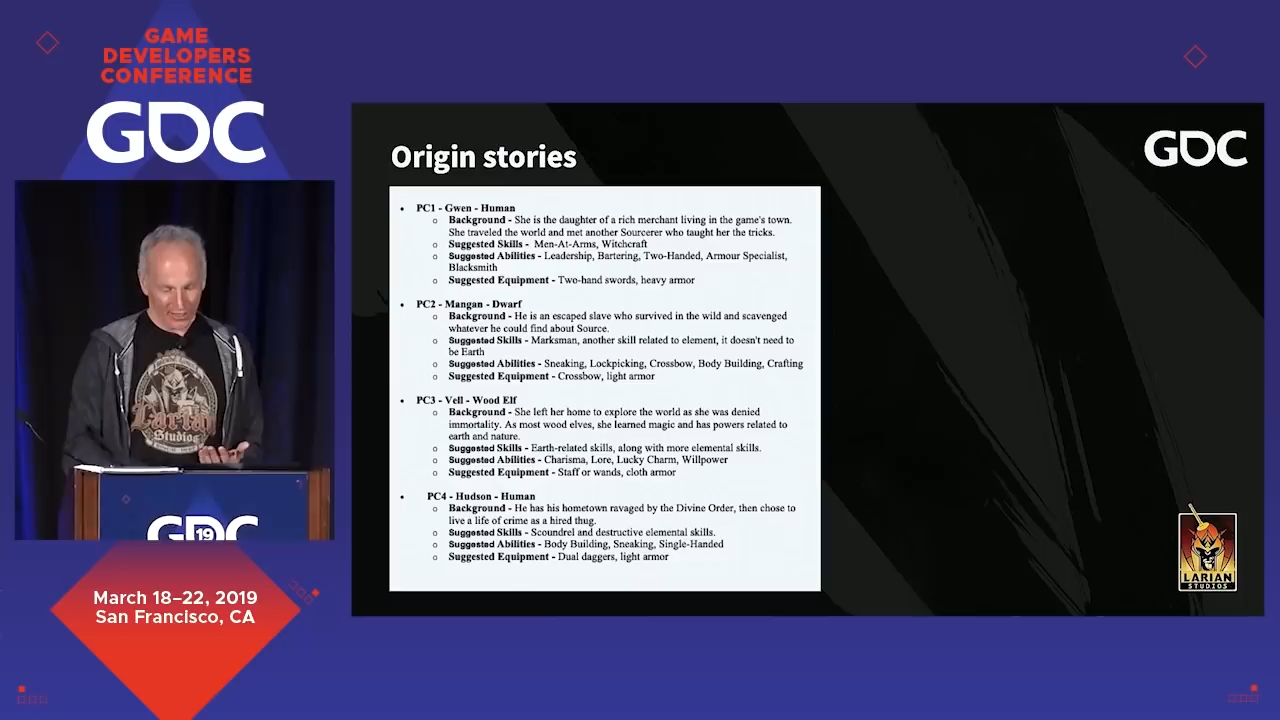 GAME
DEVELOPERS
CONFERENCE
GDC
Larian
Studios
GDC
19
March 18–22, 2019
San Francisco, CA
Origin stories
GDC
• PC1 - Gwen - Human
o Background - She is the daughter of a rich merchant living in the game's town.
She traveled the world and met another Sourcerer who taught her the tricks.
o Suggested Skills - Men-At-Arms, Witchcraft
o Suggested Abilities - Leadership, Bartering, Two-Handed, Armour Specialist,
Blacksmith
o Suggested Equipment - Two-hand swords, heavy armor
• PC2 - Mangan - Dwarf
o Background - He is an escaped slave who survived in the wild and scavenged
whatever he could find about Source.
o Suggested Skills - Marksman, another skill related to element, it doesn't need to
be Earth
o Suggested Abilities - Sneaking, Lockpicking, Crossbow, Body Building, Crafting
o Suggested Equipment - Crossbow, light armor
• PC3 - Vell - Wood Elf
o Background - She left her home to explore the world as she was denied
immortality. As most wood elves, she learned magic and has powers related to
earth and nature.
o Suggested Skills - Earth-related skills, along with more elemental skills.
o Suggested Abilities - Charisma, Lore, Lucky Charm, Willpower
o Suggested Equipment - Staff or wands, cloth armor
• PC4 - Hudson - Human
o Background - He has his hometown ravaged by the Divine Order, then chose to
live a life of crime as a hired thug.
o Suggested Skills - Scoundrel and destructive elemental skills.
o Suggested Abilities - Body Building, Sneaking, Single-Handed
o Suggested Equipment - Dual daggers, light armor
LARIAN
STUDIOS